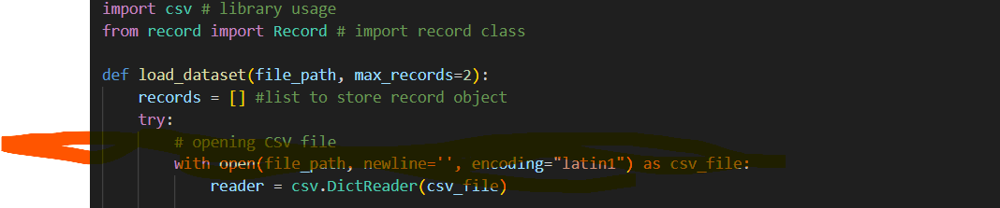 import csv # library usage
from record import Record # import record class
def load_dataset(file_path, max_records=2):
records = [] #list to store record object
try:
# opening CSV file
with open(file_path, newline='', encoding="latin1") as csv_file:
reader = csv.DictReader(csv_file)